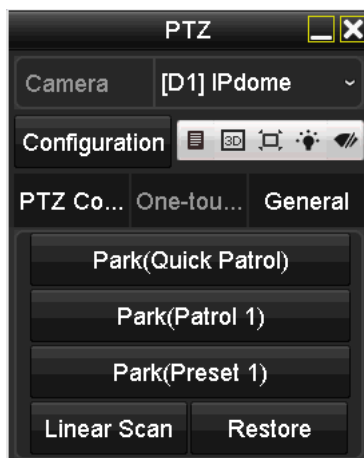 PTZ
Camera [D1] IPdome
Configuration 3D
PTZ Co... One-tou... General
Park(Quick Patrol)
Park(Patrol 1)
Park(Preset 1)
Linear Scan Restore